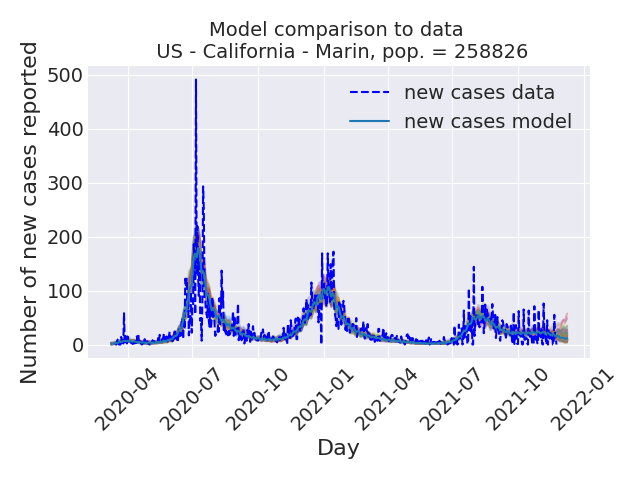 Model comparison to data
US - California - Marin, pop. = 258826
Number of new cases reported
500
400
300
200
100
0
new cases data
new cases model
2020-04
2020-07
2020-10
2021-01
2021-04
2021-07
2021-10
2022-01
Day